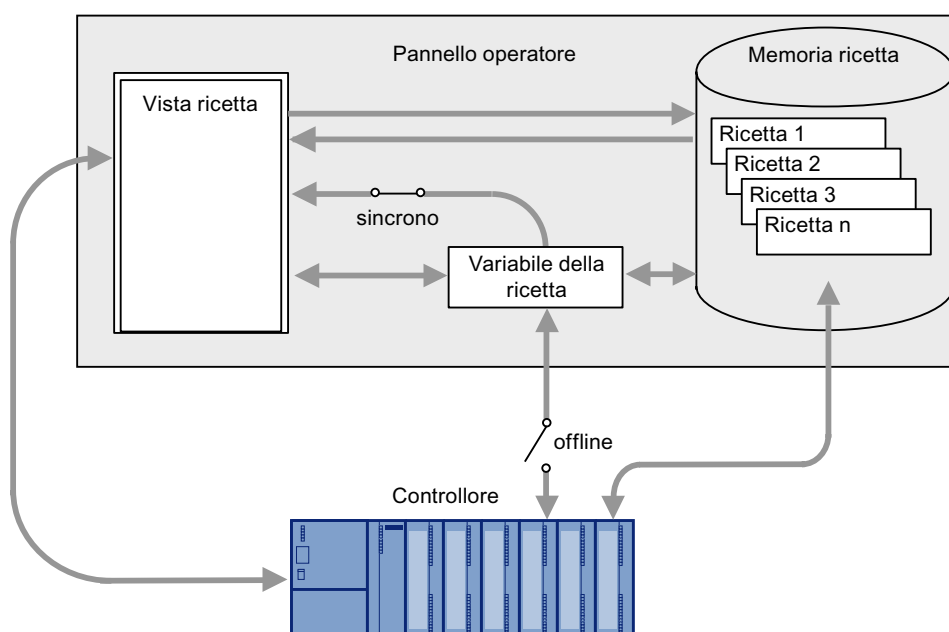 Pannello operatore
Memoria ricetta
Vista ricetta
Ricetta 1
Ricetta 2
Ricetta 3
Ricetta n
sincrono
Variabile della
ricetta
offline
Controllore